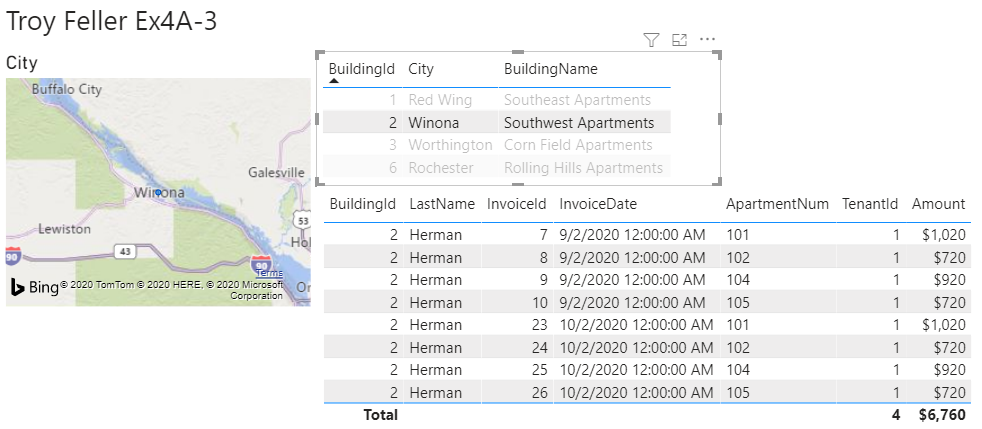 Troy Feller Ex4A-3
City
Buffalo City
Galesville
Winona
53
Lewiston
Hol
43
90
90
Terms
Or
Bing © 2020 TomTom © 2020 HERE, © 2020 Microsoft
Corporation
BuildingId City BuildingName
1 Red Wing Southeast Apartments
2 Winona Southwest Apartments
3 Worthington Corn Field Apartments
6 Rochester Rolling Hills Apartments
BuildingId LastName InvoiceId InvoiceDate ApartmentNum TenantId Amount
2 Herman 7 9/2/2020 12:00:00 AM 101 1 $1,020
2 Herman 8 9/2/2020 12:00:00 AM 102 1 $720
2 Herman 9 9/2/2020 12:00:00 AM 104 1 $920
2 Herman 10 9/2/2020 12:00:00 AM 105 1 $720
2 Herman 23 10/2/2020 12:00:00 AM 101 1 $1,020
2 Herman 24 10/2/2020 12:00:00 AM 102 1 $720
2 Herman 25 10/2/2020 12:00:00 AM 104 1 $920
2 Herman 26 10/2/2020 12:00:00 AM 105 1 $720
Total 4 $6,760